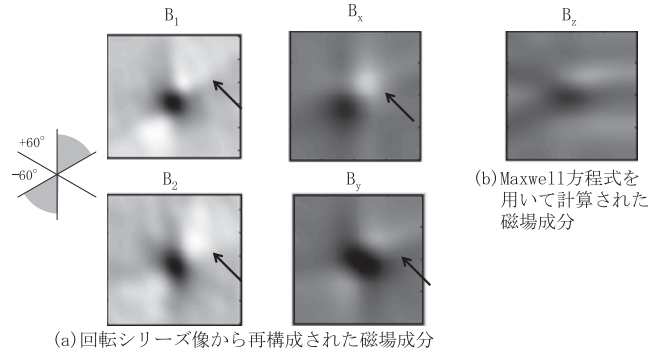 B1
Bx
Bz
+60°
-60°
B2
By
(b)Maxwell方程式を
用いて計算された
磁場成分
(a)回転シリーズ像から再構成された磁場成分